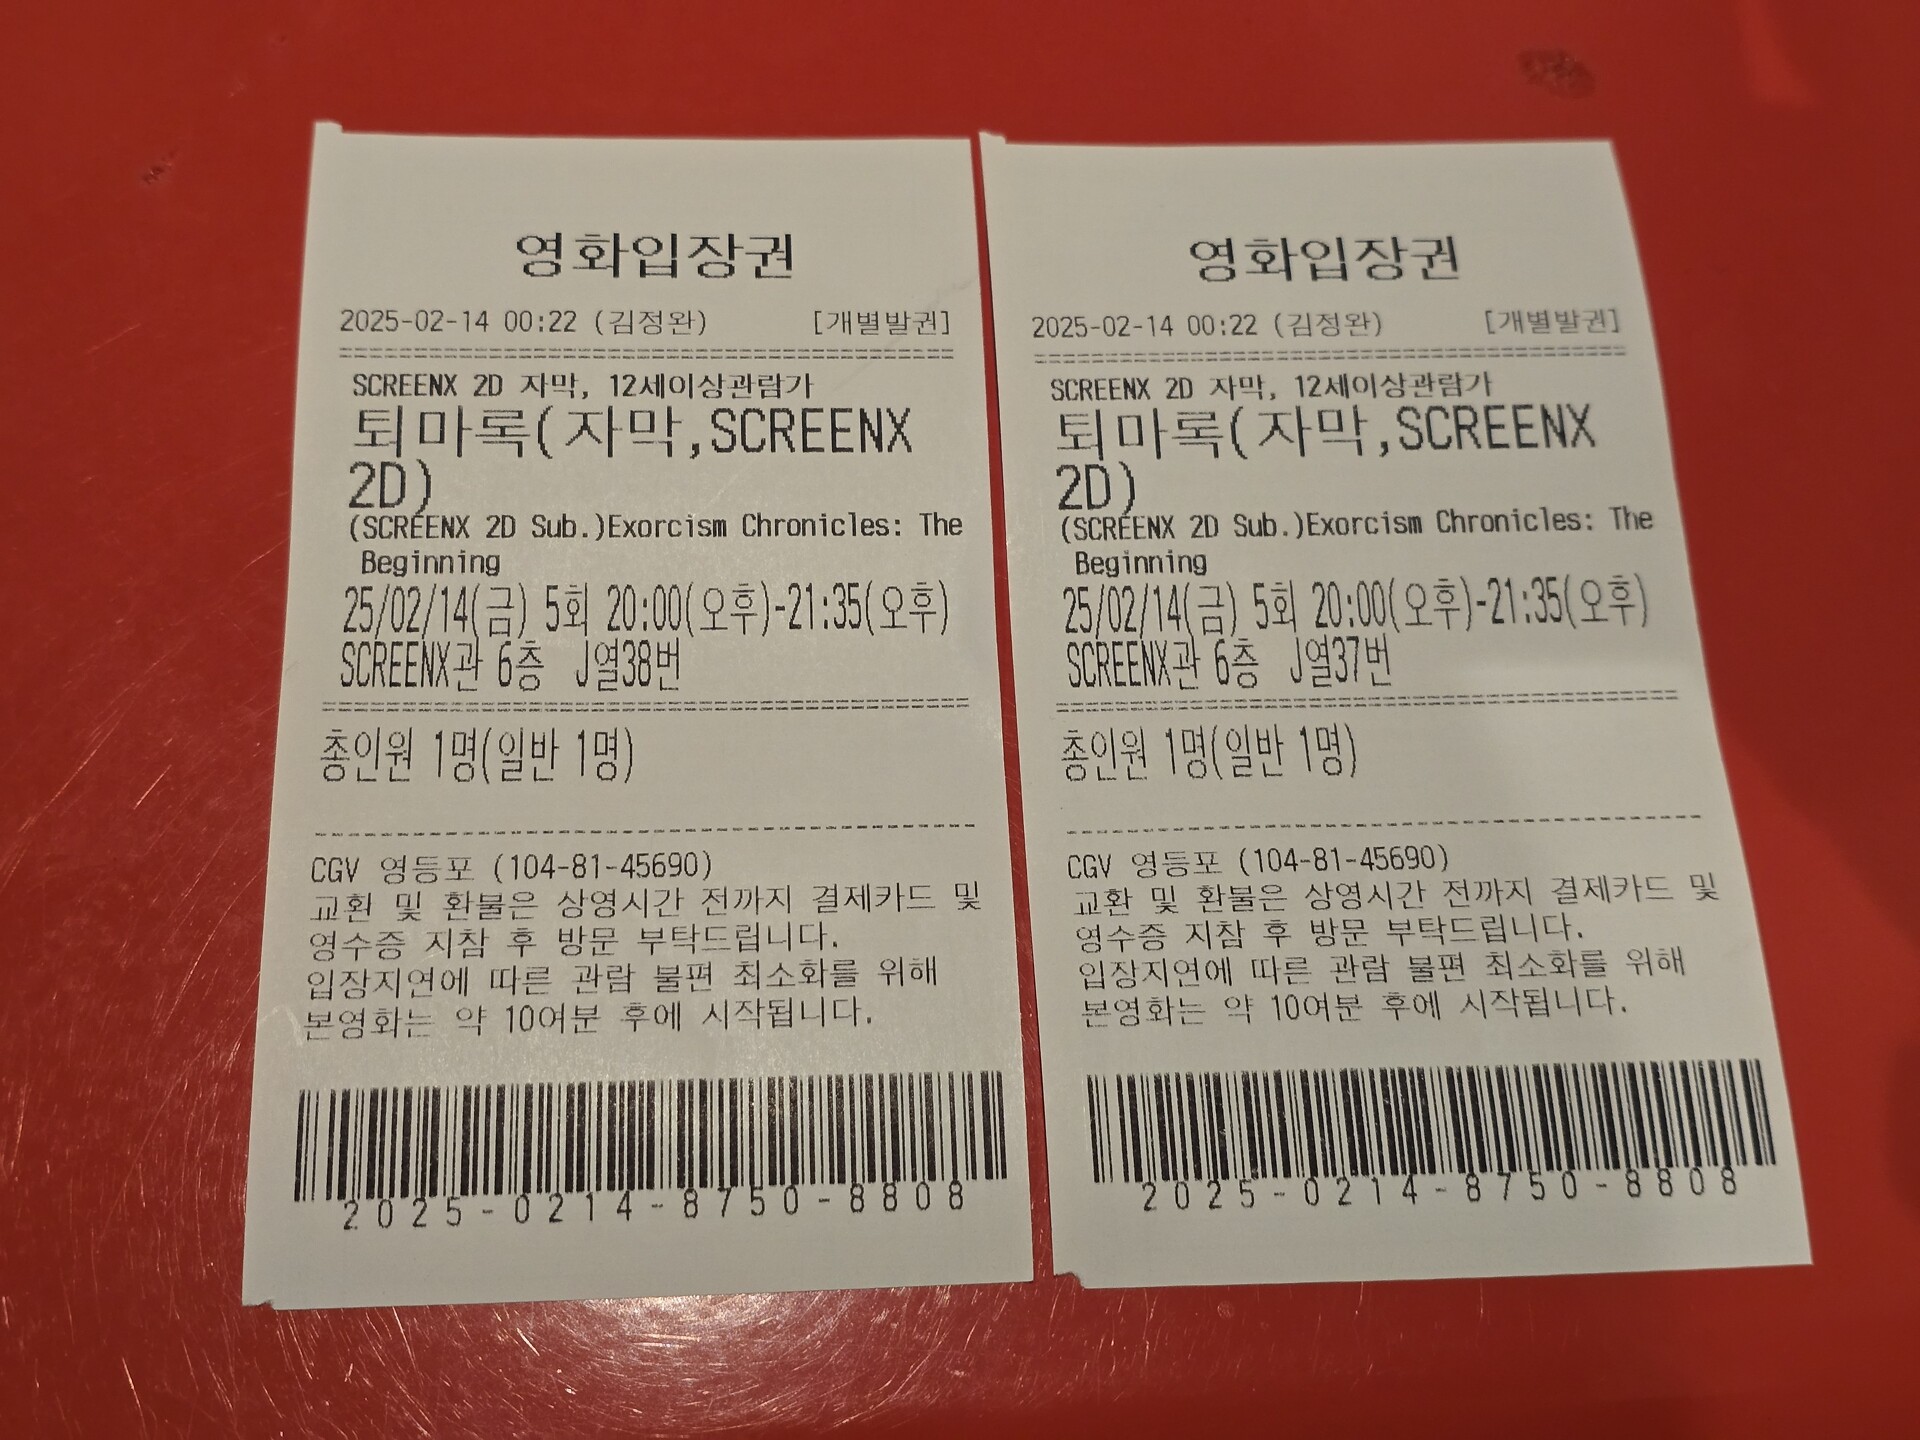 영화입장권
2025-02-14 00:22 (김정완) [개별발권]
SCREENX 2D 자막, 12세이상관람가
퇴마록(자막,SCREENX
2D)
(SCREENX 2D Sub.)Exorcism Chronicles: The
Beginning
25/02/14(금) 5회 20:00(오후)-21:35(오후)
SCREENX관 6층 J열38번
총인원 1명(일반 1명)
CGV 영등포 (104-81-45690)
교환 및 환불은 상영시간 전까지 결제카드 및
영수증 지참 후 방문 부탁드립니다.
입장지연에 따른 관람 불편 최소화를 위해
본영화는 약 10여분 후에 시작됩니다.
2025-0214-8750-8808
영화입장권
2025-02-14 00:22 (김정완) [개별발권]
SCREENX 2D 자막, 12세이상관람가
퇴마록(자막,SCREENX
2D)
(SCREENX 2D Sub.)Exorcism Chronicles: The
Beginning
25/02/14(금) 5회 20:00(오후)-21:35(오후)
SCREENX관 6층 J열37번
총인원 1명(일반 1명)
CGV 영등포 (104-81-45690)
교환 및 환불은 상영시간 전까지 결제카드 및
영수증 지참 후 방문 부탁드립니다.
입장지연에 따른 관람 불편 최소화를 위해
본영화는 약 10여분 후에 시작됩니다.
2025-0214-8750-8808